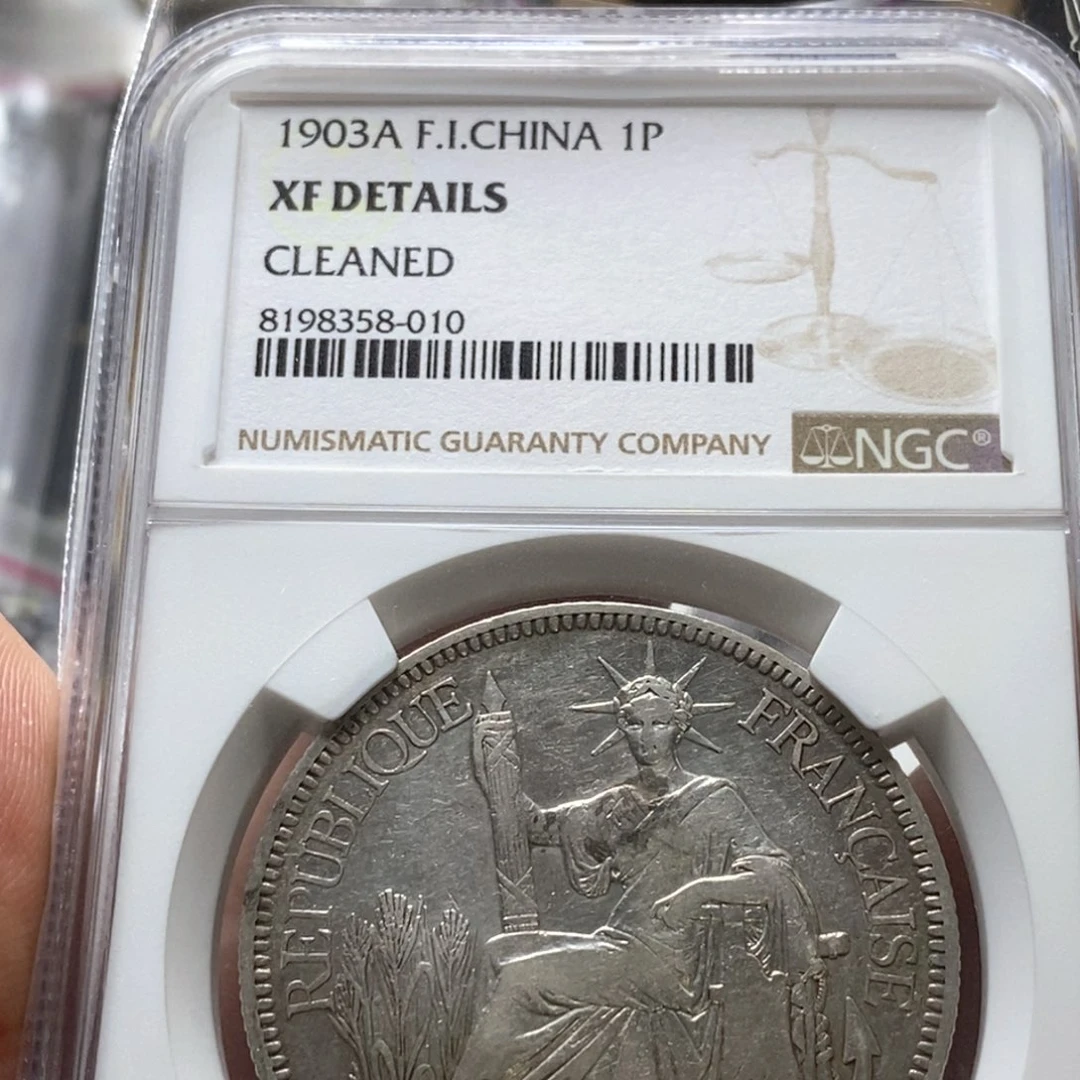 1903A F.I.CHINA 1P
XF DETAILS
CLEANED
8198358-010
NUMISMATIC GUARANTY COMPANY
NGC®
REPUBLIQUE FRANÇAISE